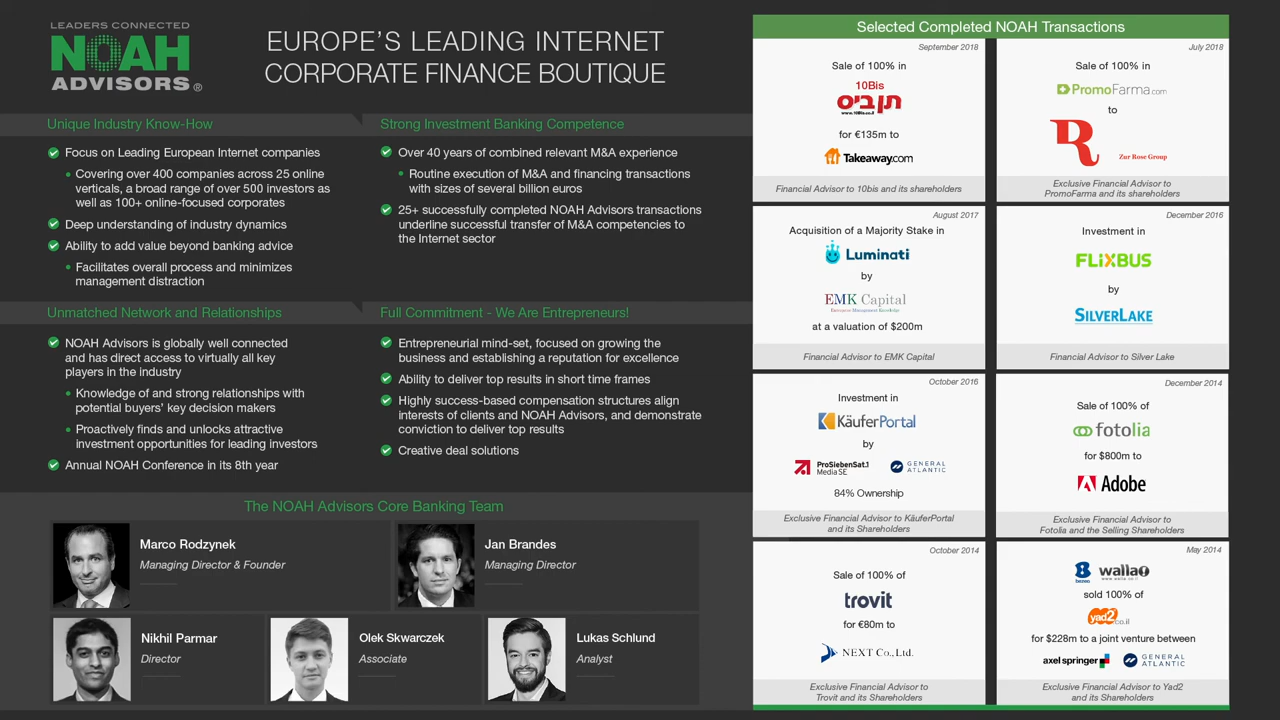 LEADERS CONNECTED
NOAH
ADVISORS®
EUROPE'S LEADING INTERNET
CORPORATE FINANCE BOUTIQUE
Unique Industry Know-How
Focus on Leading European Internet companies
Covering over 400 companies across 25 online
verticals, a broad range of over 500 investors as
well as 100+ online-focused corporates
Deep understanding of industry dynamics
Ability to add value beyond banking advice
Facilitates overall process and minimizes
management distraction
Strong Investment Banking Competence
Over 40 years of combined relevant M&A experience
Routine execution of M&A and financing transactions
with sizes of several billion euros
25+ successfully completed NOAH Advisors transactions
underline successful transfer of M&A competencies to
the Internet sector
Unmatched Network and Relationships
NOAH Advisors is globally well connected
and has direct access to virtually all key
players in the industry
Knowledge of and strong relationships with
potential buyers' key decision makers
Proactively finds and unlocks attractive
investment opportunities for leading investors
Annual NOAH Conference in its 8th year
Full Commitment - We Are Entrepreneurs!
Entrepreneurial mind-set, focused on growing the
business and establishing a reputation for excellence
Ability to deliver top results in short time frames
Highly success-based compensation structures align
interests of clients and NOAH Advisors, and demonstrate
conviction to deliver top results
Creative deal solutions
The NOAH Advisors Core Banking Team
Marco Rodzynek
Managing Director & Founder
Jan Brandes
Managing Director
Nikhil Parmar
Director
Olek Skwarczek
Associate
Lukas Schlund
Analyst
Selected Completed NOAH Transactions
September 2018
Sale of 100% in
10Bis
תן ביס
www.10Bis.co.il
for €135m to
Takeaway.com
Financial Advisor to 10bis and its shareholders
July 2018
Sale of 100% in
PromoFarma.com
to
R
Zur Rose Group
Exclusive Financial Advisor to
PromoFarma and its shareholders
August 2017
Acquisition of a Majority Stake in
Luminati
by
EMK Capital
European Management Knowledge
at a valuation of $200m
Financial Advisor to EMK Capital
December 2016
Investment in
FLiXBUS
by
SILVERLAKE
Financial Advisor to Silver Lake
October 2016
Investment in
KäuferPortal
by
ProSiebenSat.1
Media SE
GENERAL
ATLANTIC
84% Ownership
Exclusive Financial Advisor to KäuferPortal
and its Shareholders
December 2014
Sale of 100% of
fotolia
for $800m to
Adobe
Exclusive Financial Advisor to
Fotolia and the Selling Shareholders
October 2014
Sale of 100% of
trovit
for €80m to
NEXT Co., Ltd.
Exclusive Financial Advisor to
Trovit and its Shareholders
May 2014
bezeq
walla
www.walla.co.il
sold 100% of
yad2.co.il
for $228m to a joint venture between
axel springer
GENERAL
ATLANTIC
Exclusive Financial Advisor to Yad2
and its Shareholders